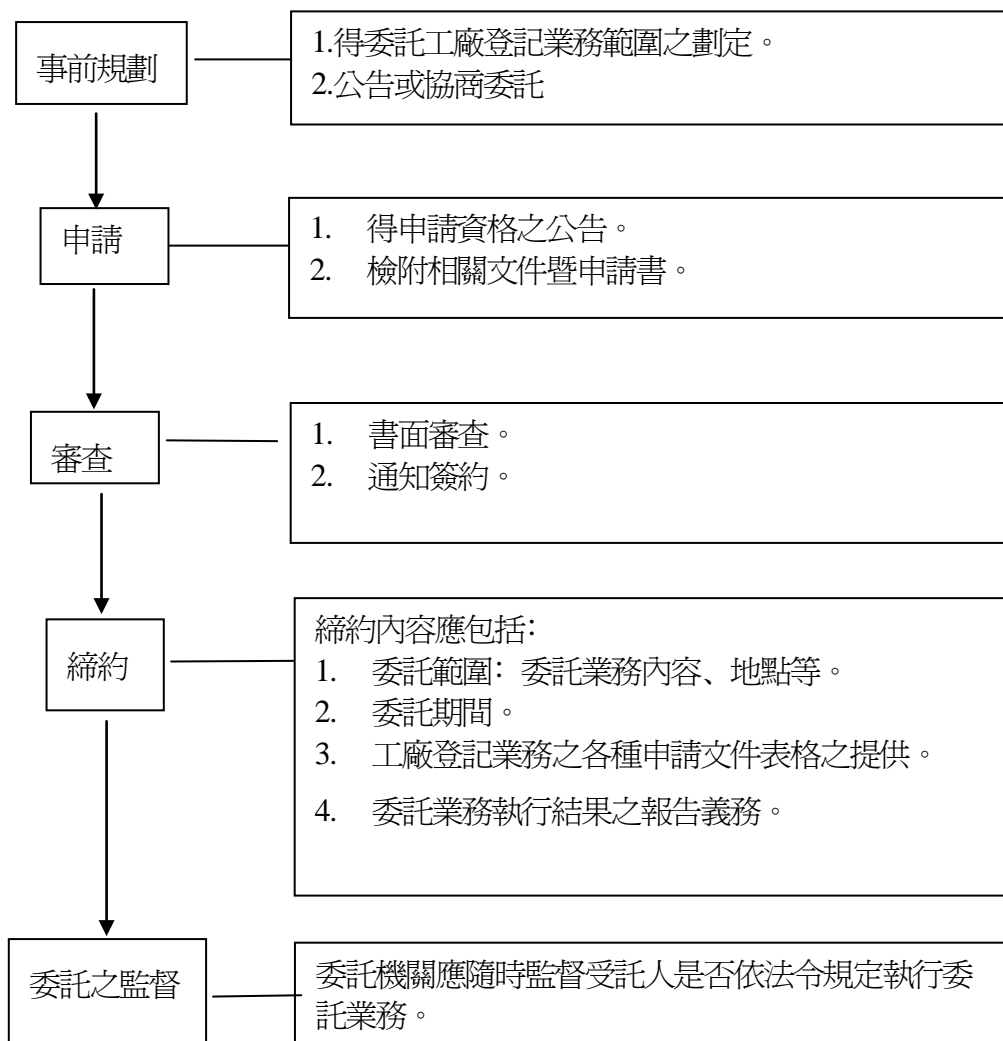 事前規劃
1.得委託工廠登記業務範圍之劃定。
2.公告或協商委託
申請
1. 得申請資格之公告。
2. 檢附相關文件暨申請書。
審查
1. 書面審查。
2. 通知簽約。
締約
締約內容應包括：
1. 委託範圍：委託業務內容、地點等。
2. 委託期間。
3. 工廠登記業務之各種申請文件表格之提供。
4. 委託業務執行結果之報告義務。
委託之監督
委託機關應隨時監督受託人是否依法令規定執行委
託業務。